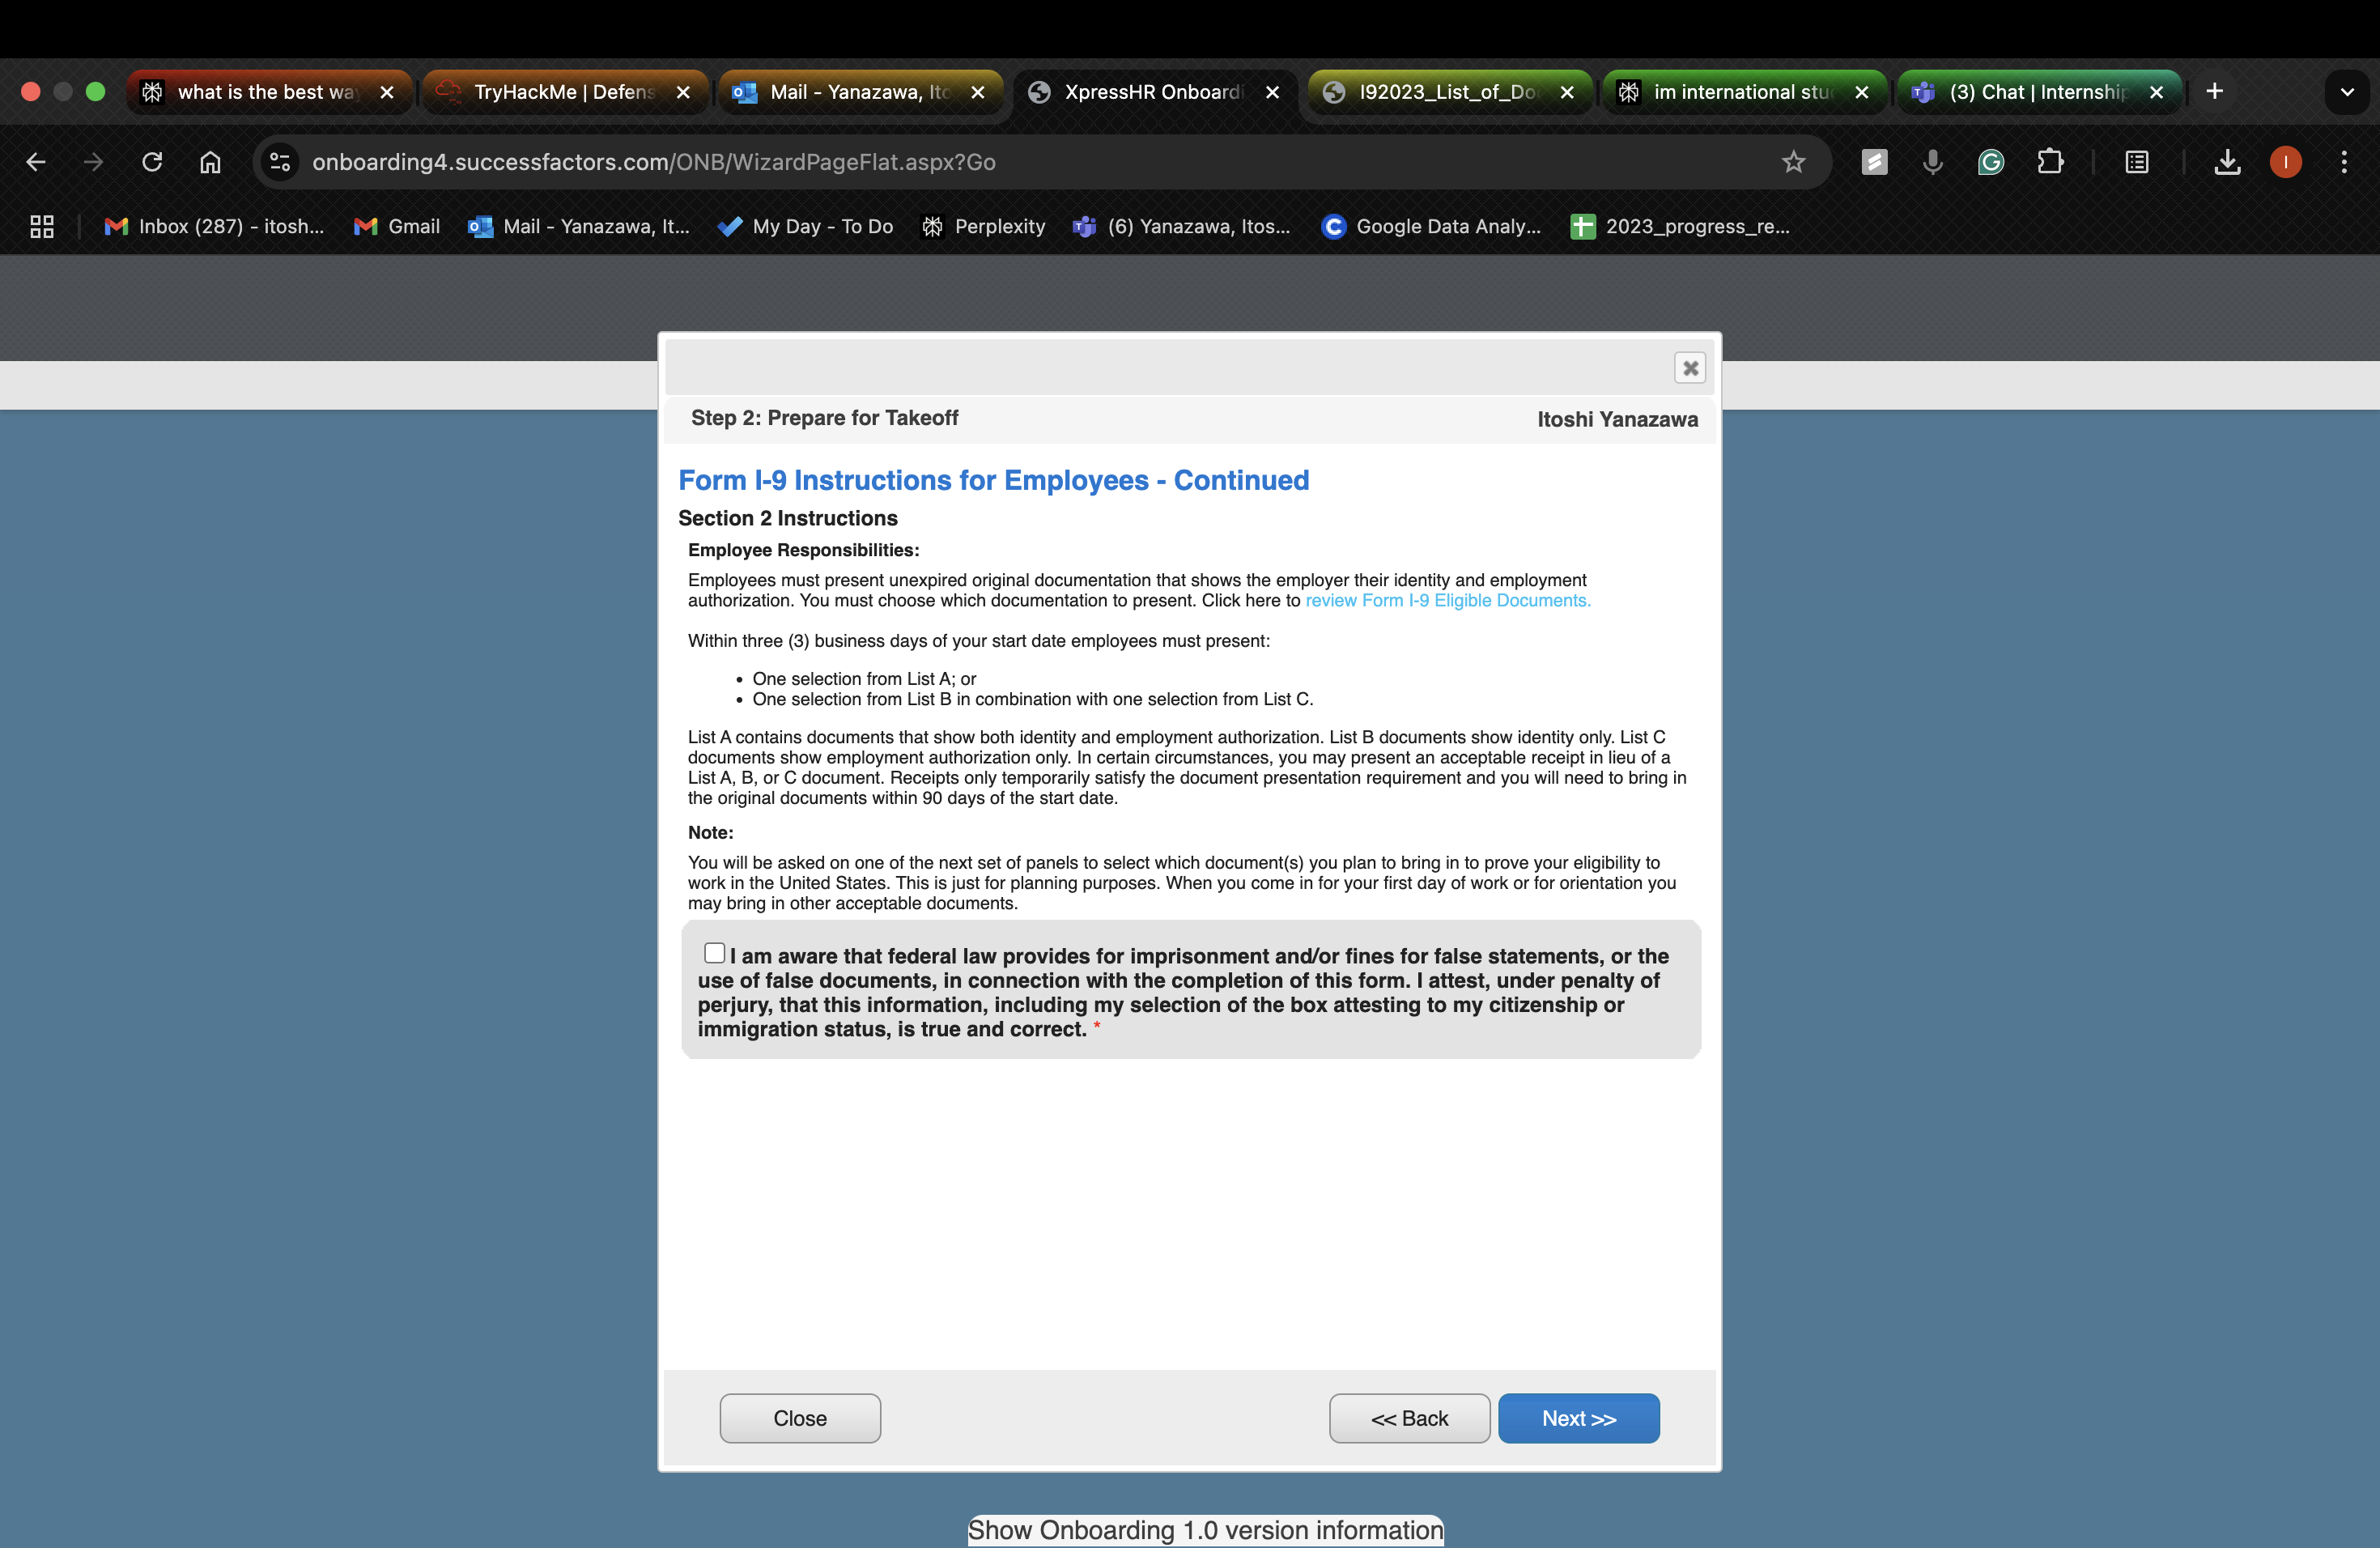 what is the best wa
TryHackMe | Defens
Mail - Yanazawa, Ito
XpressHR Onboardi
I92023_List_of_Do
im international stu
(3) Chat | Internship
onboarding4.successfactors.com/ONB/WizardPageFlat.aspx?Go
I
Inbox (287) - itosh...
Gmail
Mail - Yanazawa, It...
My Day - To Do
Perplexity
(6) Yanazawa, Itos...
Google Data Analy...
2023_progress_re...
Step 2: Prepare for Takeoff
Itoshi Yanazawa
Form I-9 Instructions for Employees - Continued
Section 2 Instructions
Employee Responsibilities:
Employees must present unexpired original documentation that shows the employer their identity and employment
authorization. You must choose which documentation to present. Click here to review Form I-9 Eligible Documents.
Within three (3) business days of your start date employees must present:
• One selection from List A; or
• One selection from List B in combination with one selection from List C.
List A contains documents that show both identity and employment authorization. List B documents show identity only. List C
documents show employment authorization only. In certain circumstances, you may present an acceptable receipt in lieu of a
List A, B, or C document. Receipts only temporarily satisfy the document presentation requirement and you will need to bring in
the original documents within 90 days of the start date.
Note:
You will be asked on one of the next set of panels to select which document(s) you plan to bring in to prove your eligibility to
work in the United States. This is just for planning purposes. When you come in for your first day of work or for orientation you
may bring in other acceptable documents.
I am aware that federal law provides for imprisonment and/or fines for false statements, or the
use of false documents, in connection with the completion of this form. I attest, under penalty of
perjury, that this information, including my selection of the box attesting to my citizenship or
immigration status, is true and correct. *
Close
<< Back
Next >>
Show Onboarding 1.0 version information